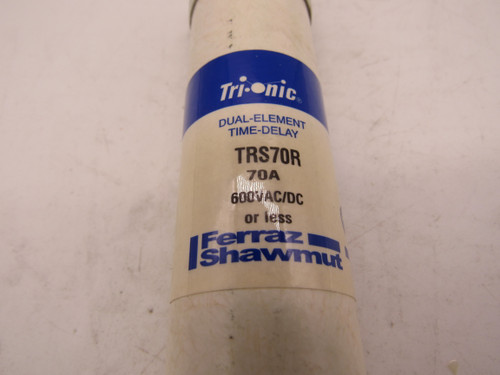 Tri-onic®
DUAL-ELEMENT
TIME-DELAY
TRS70R
70A
600VAC/DC
or less
Ferraz
Shawmut